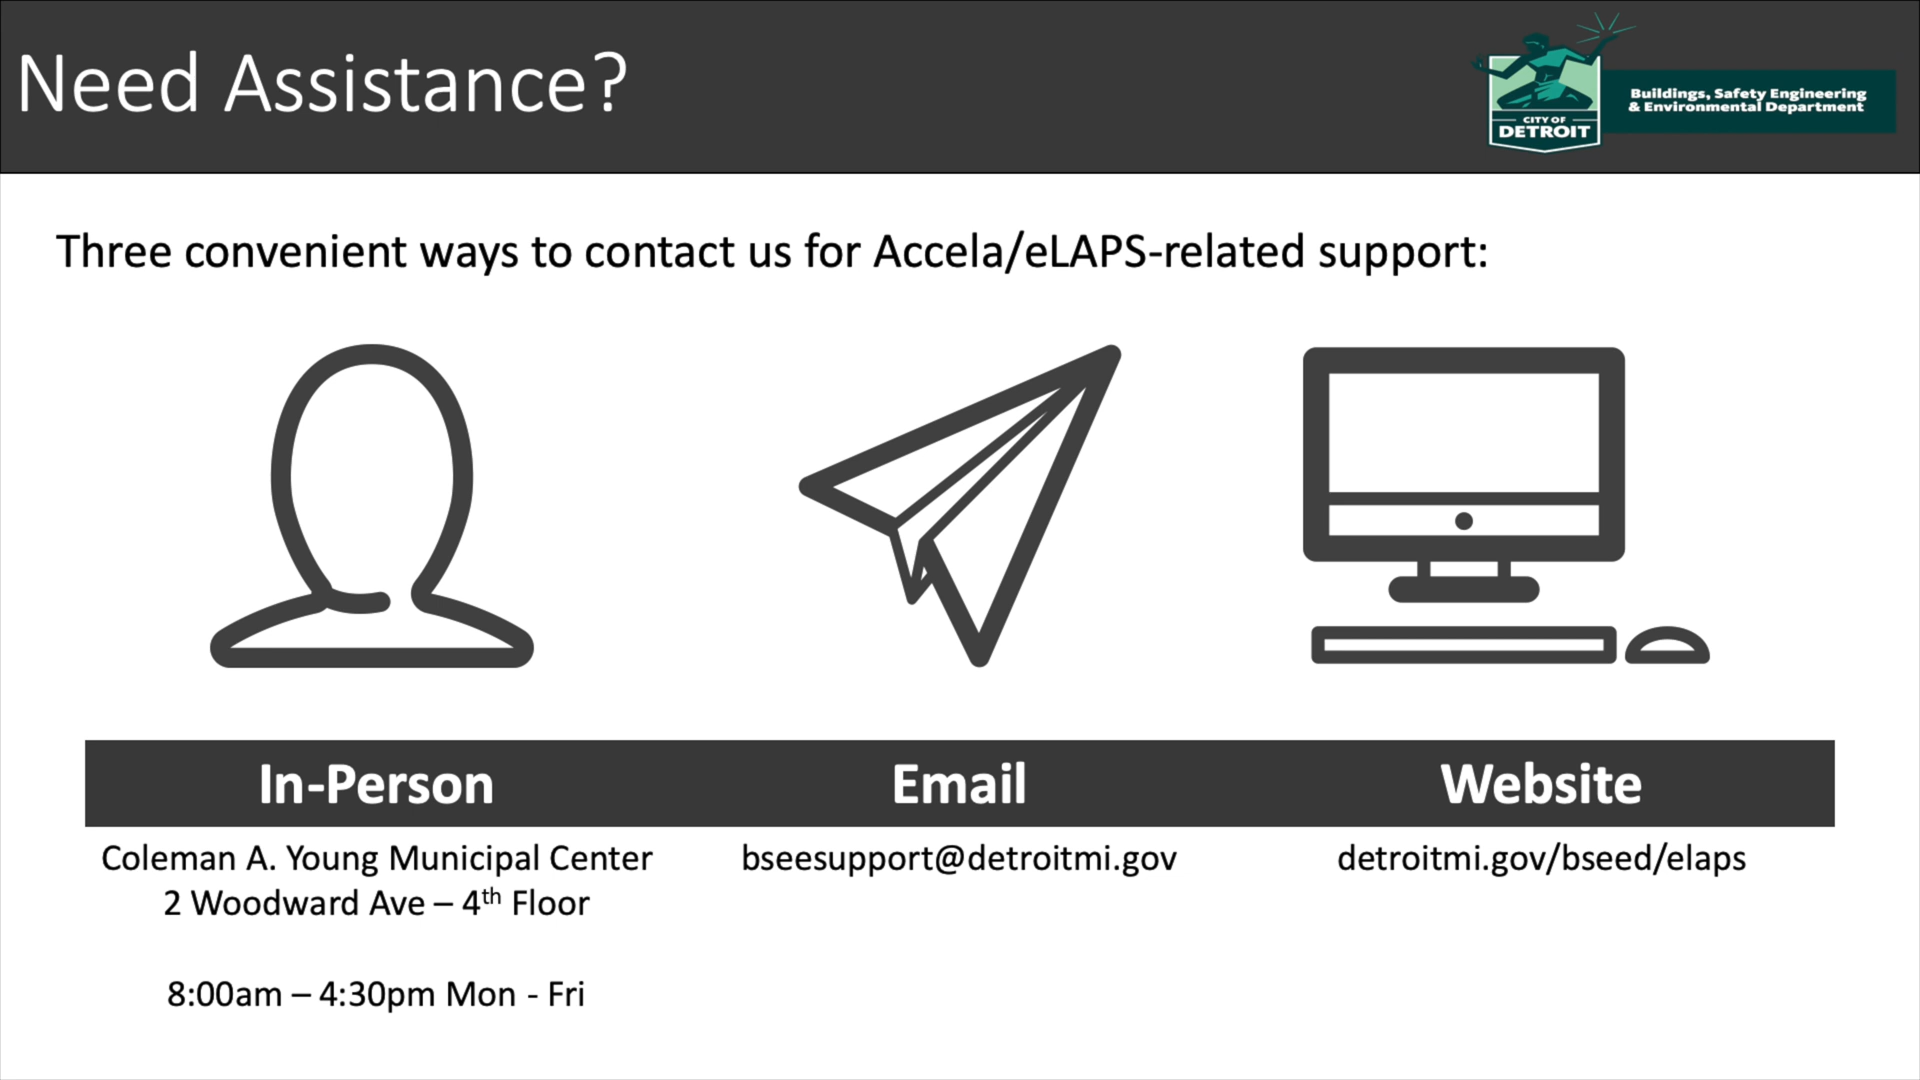 Need Assistance?
CITY OF
DETROIT
Buildings, Safety Engineering
& Environmental Department
Three convenient ways to contact us for Accela/eLAPS-related support:
In-Person
Email
Website
Coleman A. Young Municipal Center
2 Woodward Ave – 4th Floor
8:00am – 4:30pm Mon - Fri
bseesupport@detroitmi.gov
detroitmi.gov/bseed/elaps